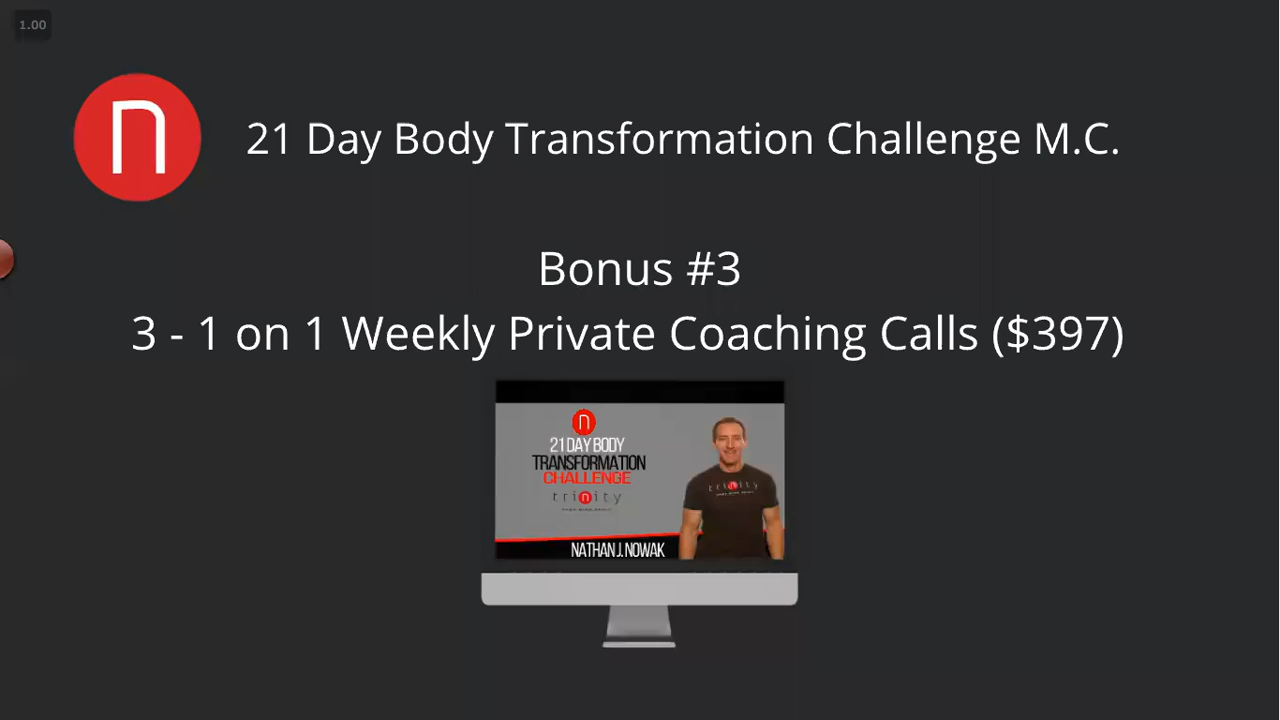 1.00
n
21 Day Body Transformation Challenge M.C.
Bonus #3
3 - 1 on 1 Weekly Private Coaching Calls ($397)
n
21 DAY BODY
TRANSFORMATION
CHALLENGE
trinity
trinity
NATHAN J. NOWAK